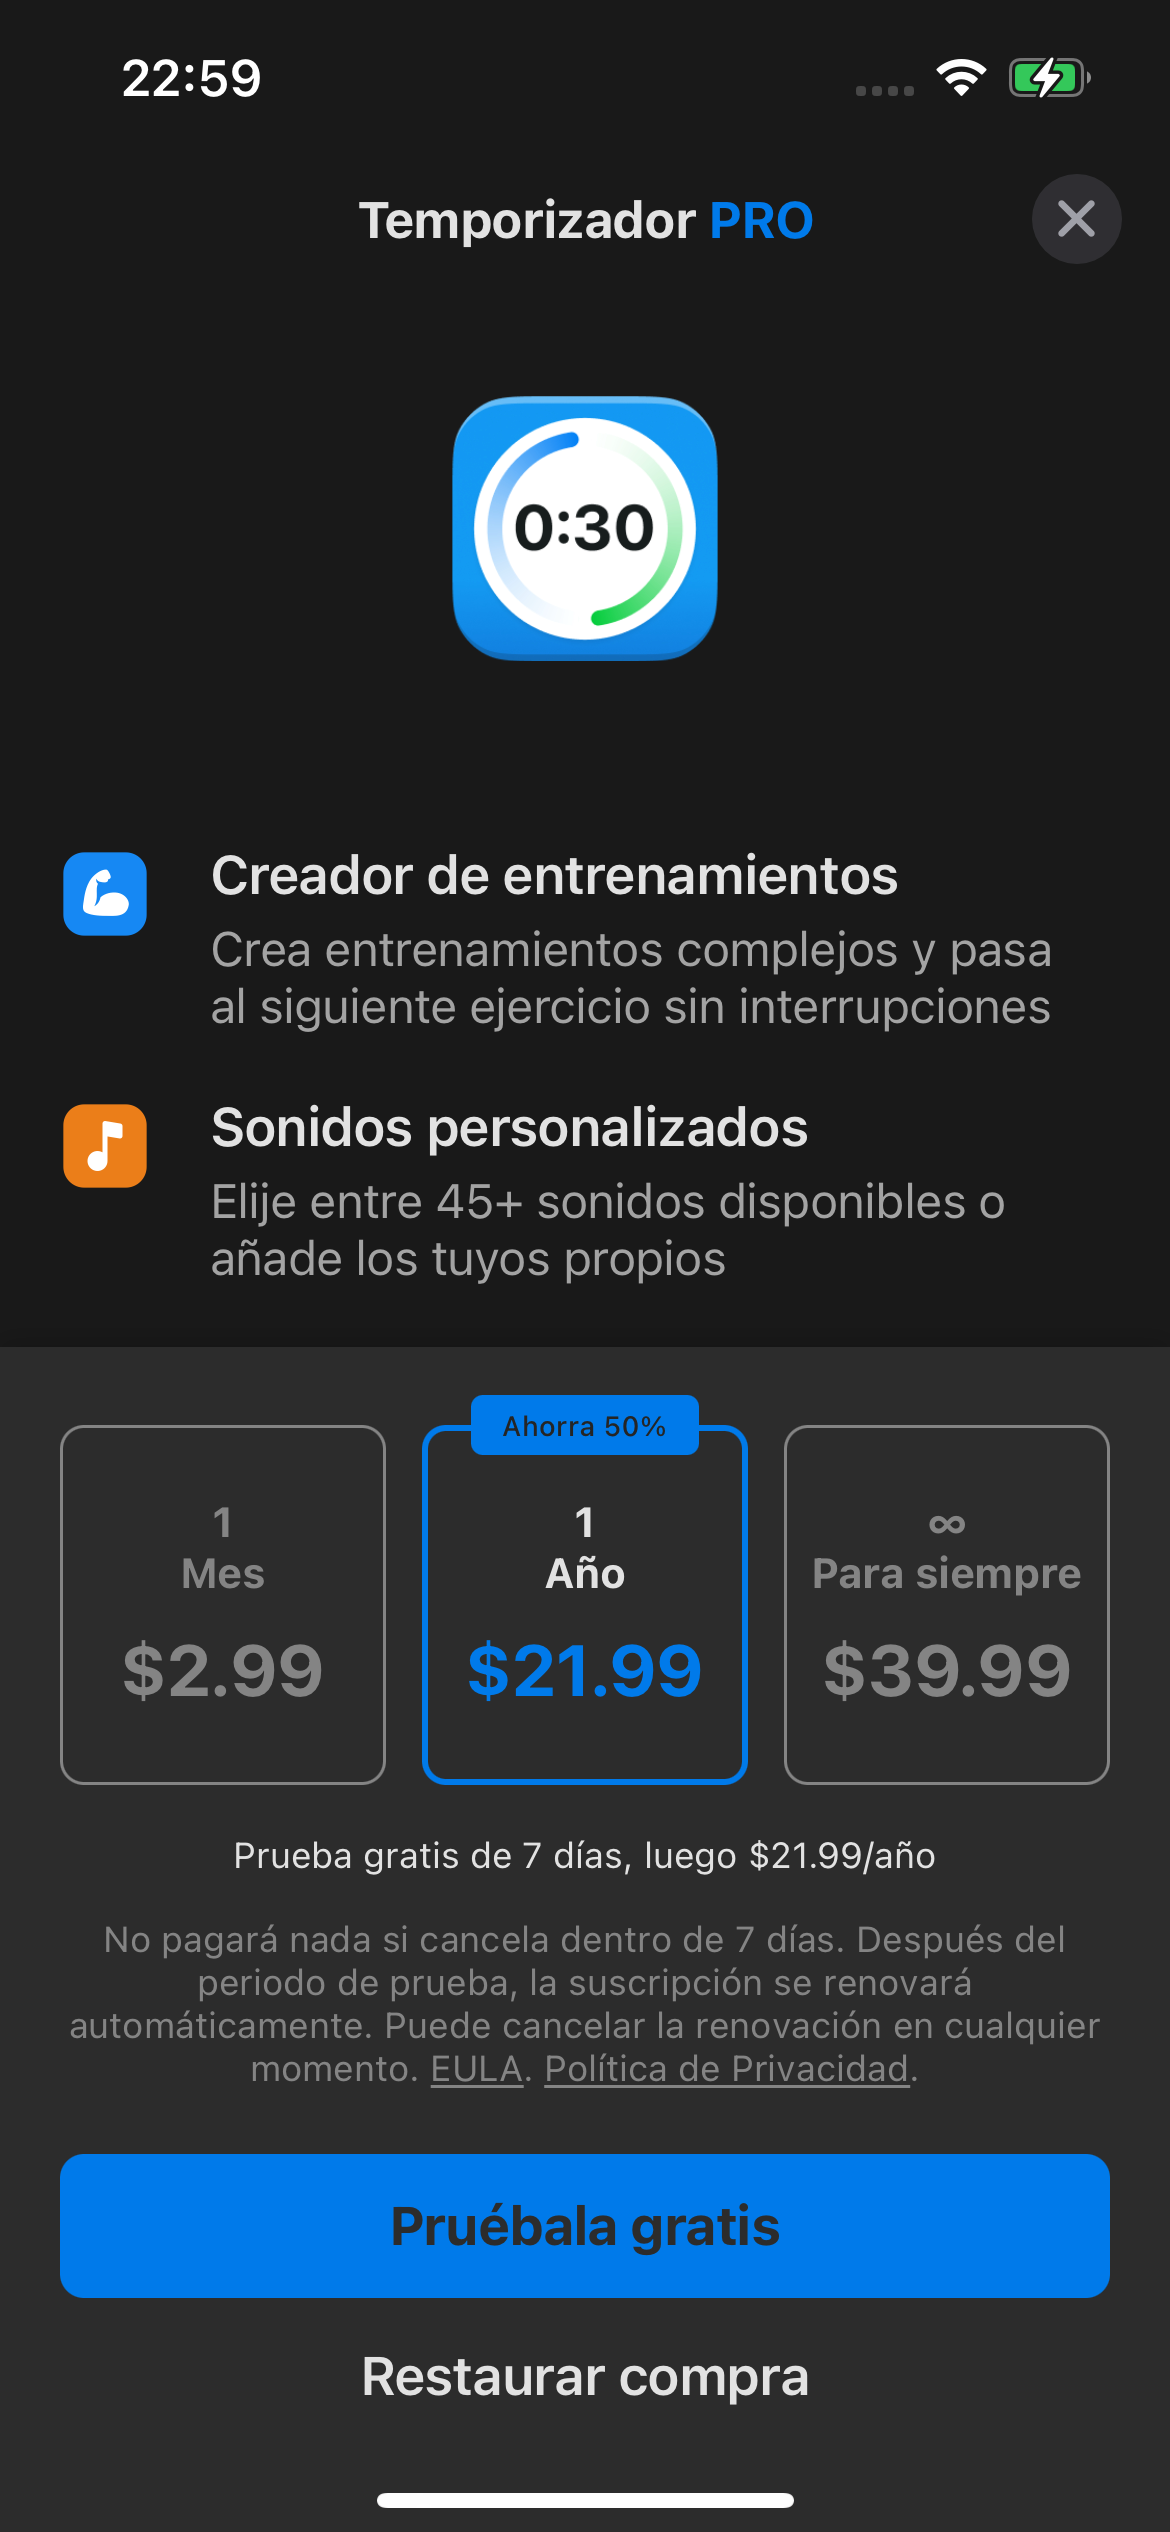 22:59
Temporizador PRO
0:30
Creador de entrenamientos
Crea entrenamientos complejos y pasa
al siguiente ejercicio sin interrupciones
Sonidos personalizados
Elije entre 45+ sonidos disponibles o
añade los tuyos propios
1
Mes
$2.99
Ahorra 50%
1
Año
$21.99
∞
Para siempre
$39.99
Prueba gratis de 7 días, luego $21.99/año
No pagará nada si cancela dentro de 7 días. Después del
periodo de prueba, la suscripción se renovará
automáticamente. Puede cancelar la renovación en cualquier
momento. EULA. Política de Privacidad.
Pruébala gratis
Restaurar compra